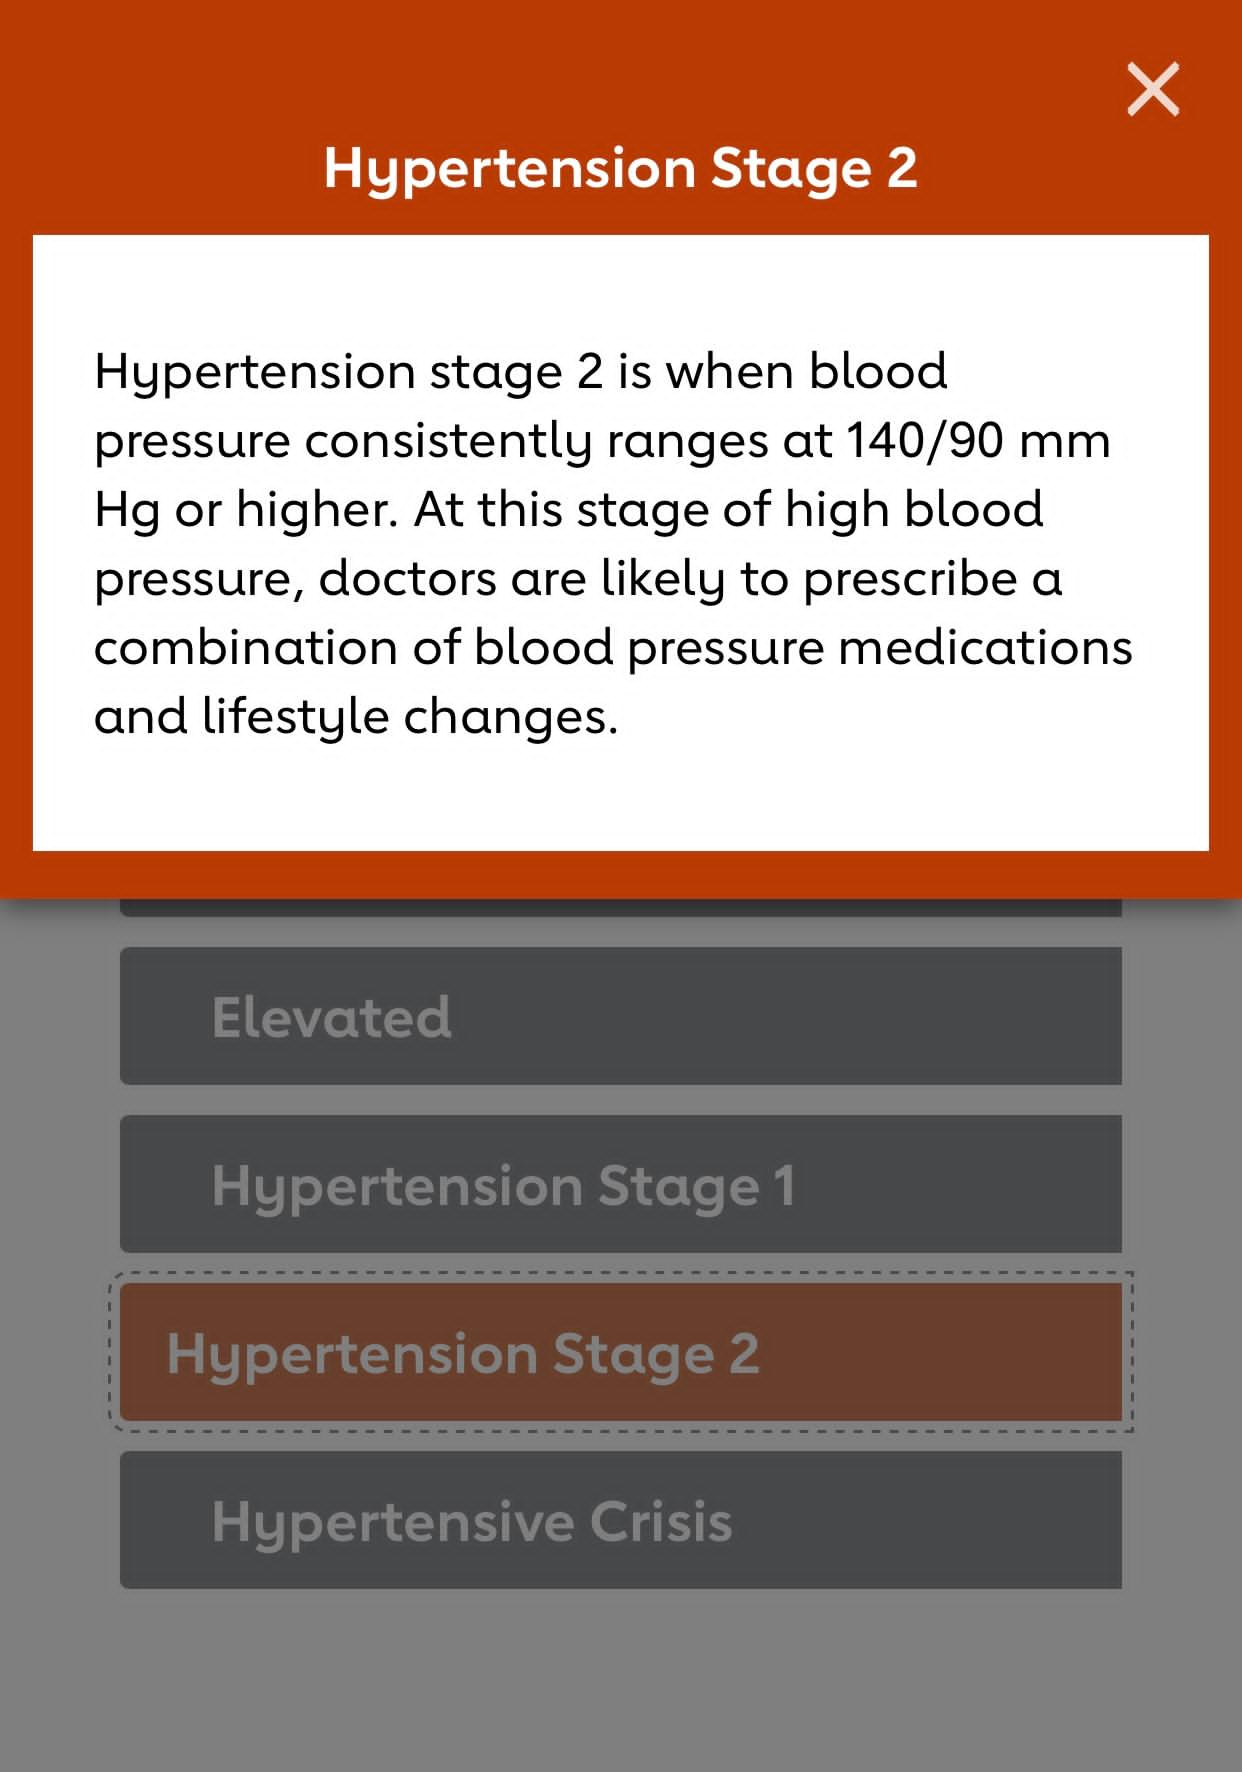 Hypertension Stage 2
Hypertension stage 2 is when blood
pressure consistently ranges at 140/90 mm
Hg or higher. At this stage of high blood
pressure, doctors are likely to prescribe a
combination of blood pressure medications
and lifestyle changes.
Elevated
Hypertension Stage 1
Hypertension Stage 2
Hypertensive Crisis